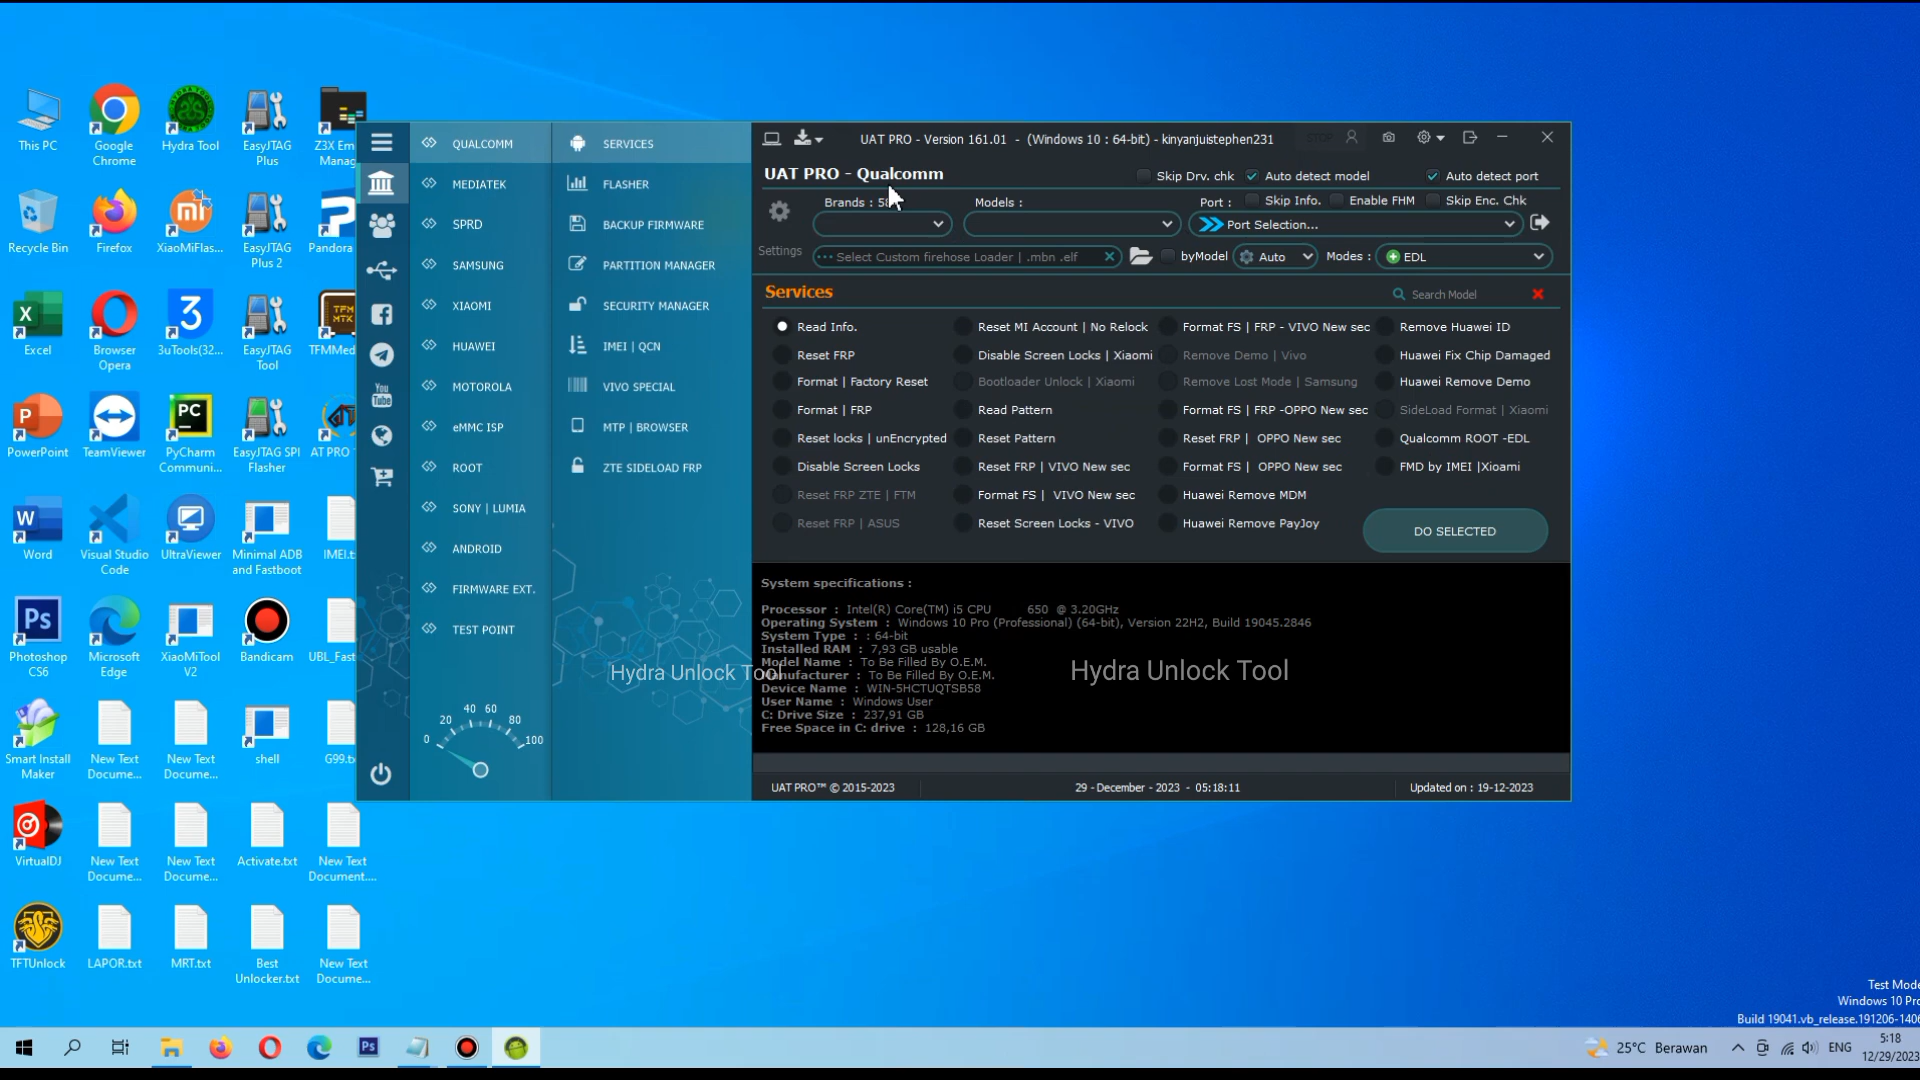 This PC
Google
Chrome
Hydra Tool
EasyJTAG
Plus
Z3X Em
Manag
Recycle Bin
Firefox
XiaoMiFlas...
EasyJTAG
Plus 2
Pandora
Excel
Browser
Opera
3uTools(32...
EasyJTAG
Tool
TFMMed
PowerPoint
TeamViewer
PyCharm
Communi...
EasyJTAG SPI
Flasher
AT PRO
Word
Visual Studio
Code
UltraViewer
Minimal ADB
and Fastboot
IMEI.t
Photoshop
CS6
Microsoft
Edge
XiaoMiTool
V2
Bandicam
UBL_Fast
Smart Install
Maker
New Text
Docume...
New Text
Docume...
shell
G99.t
VirtualDJ
New Text
Docume...
New Text
Docume...
Activate.txt
New Text
Document....
TFTUnlock
LAPOR.txt
MRT.txt
Best
Unlocker.txt
New Text
Docume...
You
Tube
QUALCOMM
MEDIATEK
SPRD
SAMSUNG
XIAOMI
HUAWEI
MOTOROLA
eMMC ISP
ROOT
SONY | LUMIA
ANDROID
FIRMWARE EXT.
TEST POINT
0 20 40 60 80 100
SERVICES
FLASHER
BACKUP FIRMWARE
PARTITION MANAGER
SECURITY MANAGER
IMEI | QCN
VIVO SPECIAL
MTP | BROWSER
ZTE SIDELOAD FRP
UAT PRO - Version 161.01 - (Windows 10 : 64-bit) - kinyanjuistephen231
STOP
UAT PRO - Qualcomm
Skip Drv. chk
Auto detect model
Auto detect port
Brands : 5
Models :
Port :
Skip Info.
Enable FHM
Skip Enc. Chk
Port Selection...
Settings
Select Custom firehose Loader | .mbn .elf
byModel
Auto
Modes :
EDL
Services
Search Model
Read Info.
Reset FRP
Format | Factory Reset
Format | FRP
Reset locks | unEncrypted
Disable Screen Locks
Reset FRP ZTE | FTM
Reset FRP | ASUS
Reset MI Account | No Relock
Disable Screen Locks | Xiaomi
Bootloader Unlock | Xiaomi
Read Pattern
Reset Pattern
Reset FRP | VIVO New sec
Format FS | VIVO New sec
Reset Screen Locks - VIVO
Format FS | FRP - VIVO New sec
Remove Demo | Vivo
Remove Lost Mode | Samsung
Format FS | FRP -OPPO New sec
Reset FRP | OPPO New sec
Format FS | OPPO New sec
Huawei Remove MDM
Huawei Remove PayJoy
Remove Huawei ID
Huawei Fix Chip Damaged
Huawei Remove Demo
SideLoad Format | Xiaomi
Qualcomm ROOT -EDL
FMD by IMEI |Xioami
DO SELECTED
System specifications :
Processor : Intel(R) Core(TM) i5 CPU 650 @ 3.20GHz
Operating System : Windows 10 Pro (Professional) (64-bit), Version 22H2, Build 19045.2846
System Type : : 64-bit
Installed RAM : 7,93 GB usable
Model Name : To Be Filled By O.E.M.
Manufacturer : To Be Filled By O.E.M.
Device Name : WIN-5HCTUQTSB58
User Name : Windows User
C: Drive Size : 237,91 GB
Free Space in C: drive : 128,16 GB
Hydra Unlock Tool
Hydra Unlock Tool
UAT PRO™ © 2015-2023
29 - December - 2023 - 05:18:11
Updated on : 19-12-2023
Test Mode
Windows 10 Pro
Build 19041.vb_release.191206-1406
25°C Berawan
ENG
5:18
12/29/2023